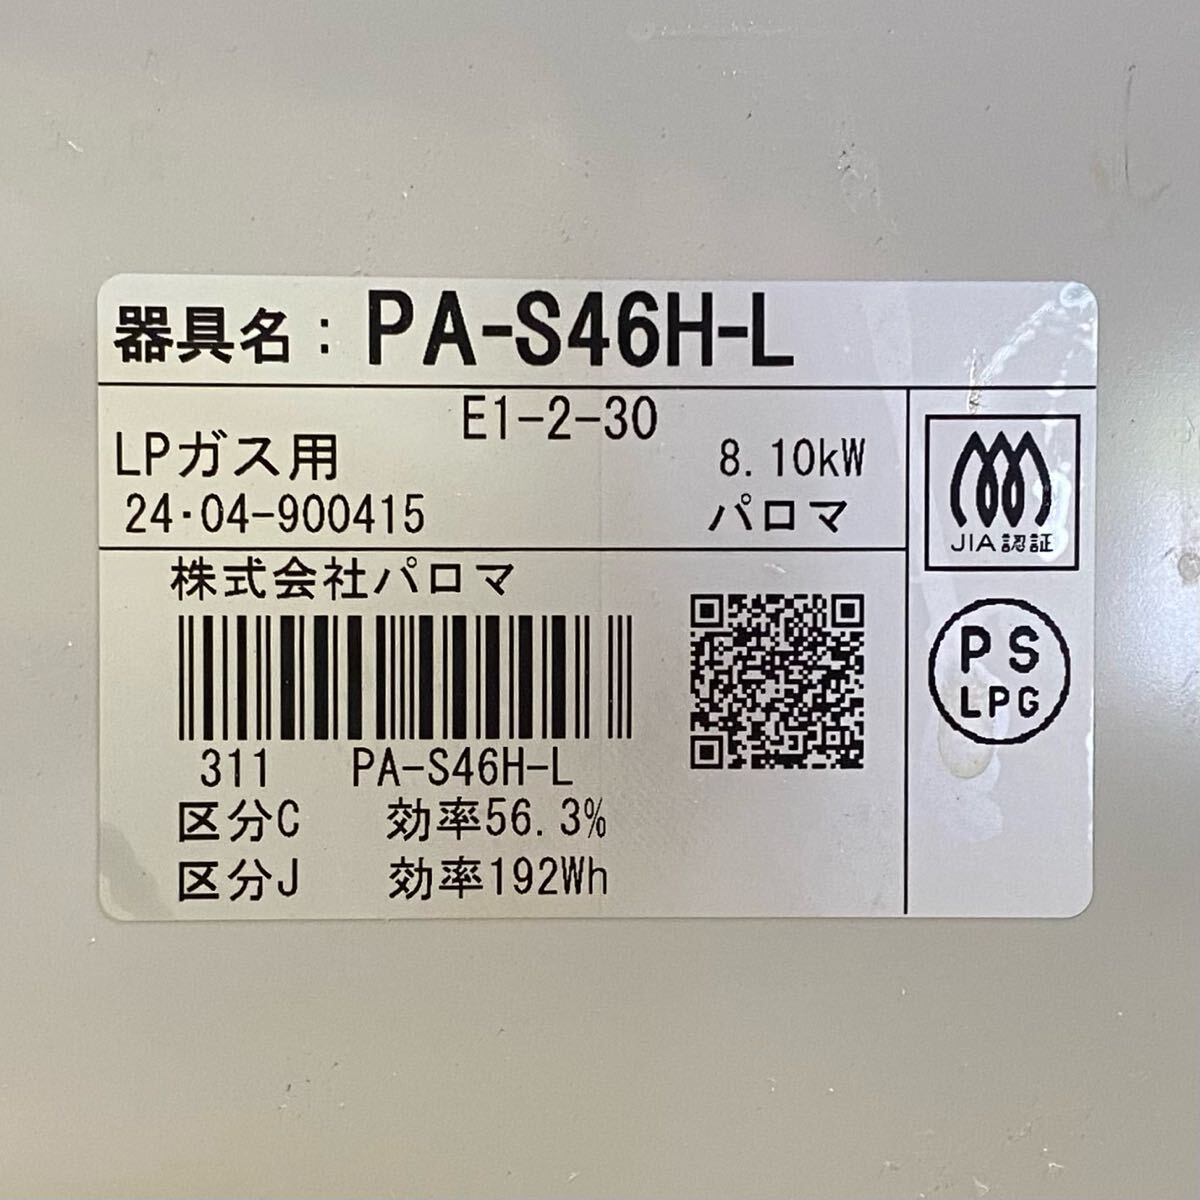 器具名：PA-S46H-L
E1-2-30
LPガス用 8.10kW
24・04-900415 パロマ
JIA認証
株式会社パロマ
PS
LPG
311 PA-S46H-L
区分C 効率56.3%
区分J 効率192Wh